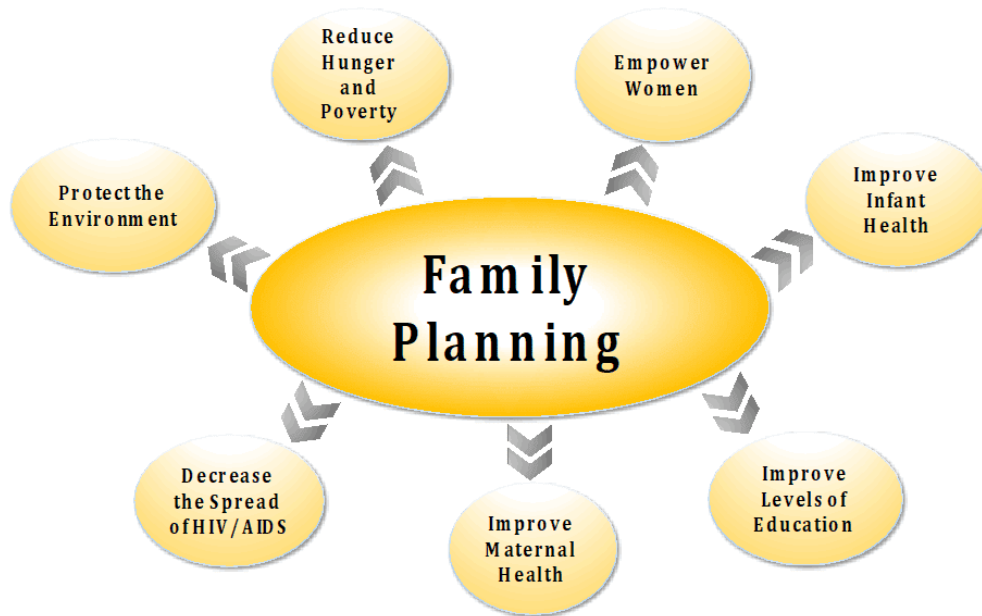 Reduce
Hunger
and
Poverty
Empower
Women
Protect the
Environment
Improve
Infant
Health
Family
Planning
Decrease
the Spread
of HIV/AIDS
Improve
Maternal
Health
Improve
Levels of
Education